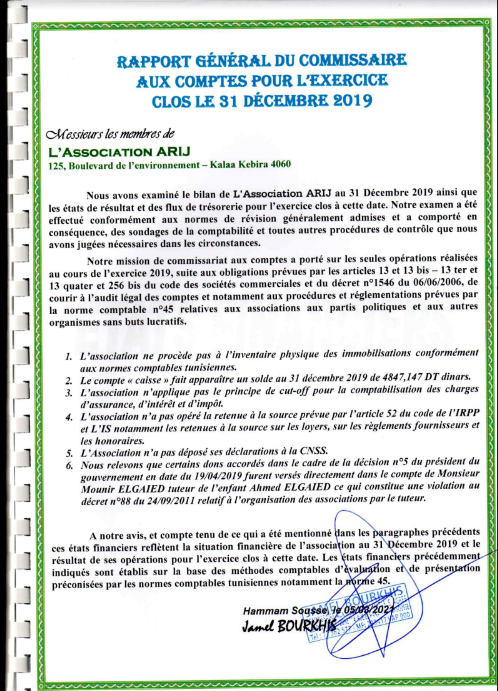 RAPPORT GÉNÉRAL DU COMMISSAIRE
AUX COMPTES POUR L'EXERCICE
CLOS LE 31 DÉCEMBRE 2019
Messieurs les membres de
L'ASSOCIATION ARIJ
125, Boulevard de l'environnement – Kalaa Kebira 4060
Nous avons examiné le bilan de L'Association ARIJ au 31 Décembre 2019 ainsi que
les états de résultat et des flux de trésorerie pour l'exercice clos à cette date. Notre examen a été
effectué conformément aux normes de révision généralement admises et a comporté en
conséquence, des sondages de la comptabilité et toutes autres procédures de contrôle que nous
avons jugées nécessaires dans les circonstances.
Notre mission de commissariat aux comptes a porté sur les seules opérations réalisées
au cours de l'exercice 2019, suite aux obligations prévues par les articles 13 et 13 bis – 13 ter et
13 quater et 256 bis du code des sociétés commerciales et du décret n°1546 du 06/06/2006, de
courir à l'audit légal des comptes et notamment aux procédures et réglementations prévues par
la norme comptable n°45 relatives aux associations aux partis politiques et aux autres
organismes sans buts lucratifs.
1. L'association ne procède pas à l'inventaire physique des immobilisations conformément
aux normes comptables tunisiennes.
2. Le compte « caisse » fait apparaître un solde au 31 décembre 2019 de 4847,147 DT dinars.
3. L'association n'applique pas le principe de cut-off pour la comptabilisation des charges
d'assurance, d'intérêt et d'impôt.
4. L'association n'a pas opéré la retenue à la source prévue par l'article 52 du code de l'IRPP
et L'IS notamment les retenues à la source sur les loyers, sur les règlements fournisseurs et
les honoraires.
5. L'Association n'a pas déposé ses déclarations à la CNSS.
6. Nous relevons que certains dons accordés dans le cadre de la décision n°5 du président du
gouvernement en date du 19/04/2019 furent versés directement dans le compte de Monsieur
Mounir ELGAIED tuteur de l'enfant Ahmed ELGAIED ce qui constitue une violation au
décret n°88 du 24/09/2011 relatif à l'organisation des associations par le tuteur.
A notre avis, et compte tenu de ce qui a été mentionné dans les paragraphes précédents
ces états financiers reflètent la situation financière de l'association au 31 Décembre 2019 et le
résultat de ses opérations pour l'exercice clos à cette date. Les états financiers précédemment
indiqués sont établis sur la base des méthodes comptables d'évaluation et de présentation
préconisées par les normes comptables tunisiennes notamment la norme 45.
Hammam Sousse, le 05/03/2021
Jamel BOURKHIS
JAMEL BOURKHIS